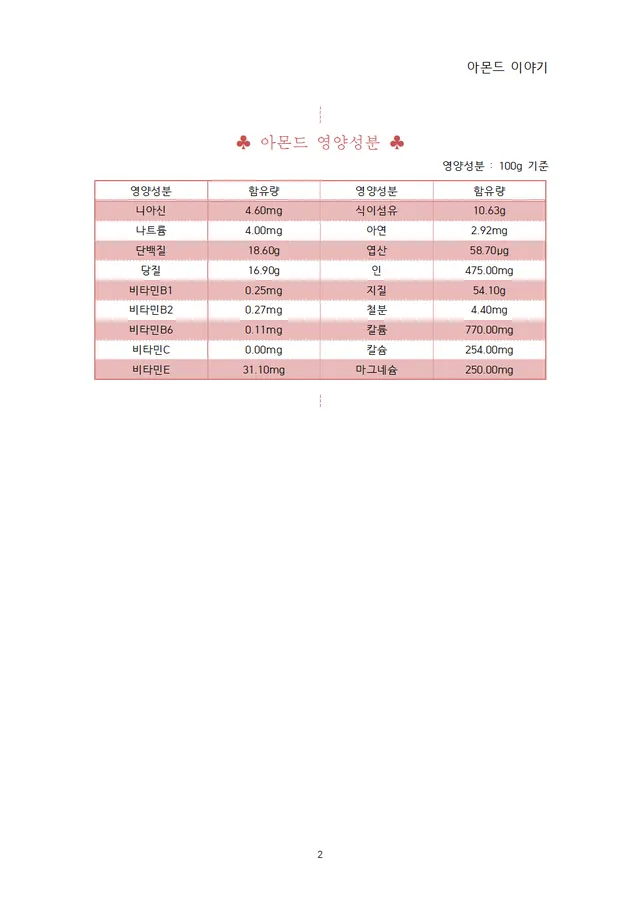 아몬드 이야기
♣ 아몬드 영양성분 ♣
영양성분 : 100g 기준
영양성분 함유량 영양성분 함유량
니아신 4.60mg 식이섬유 10.63g
나트륨 4.00mg 아연 2.92mg
단백질 18.60g 엽산 58.70μg
당질 16.90g 인 475.00mg
비타민B1 0.25mg 지질 54.10g
비타민B2 0.27mg 철분 4.40mg
비타민B6 0.11mg 칼륨 770.00mg
비타민C 0.00mg 칼슘 254.00mg
비타민E 31.10mg 마그네슘 250.00mg
2